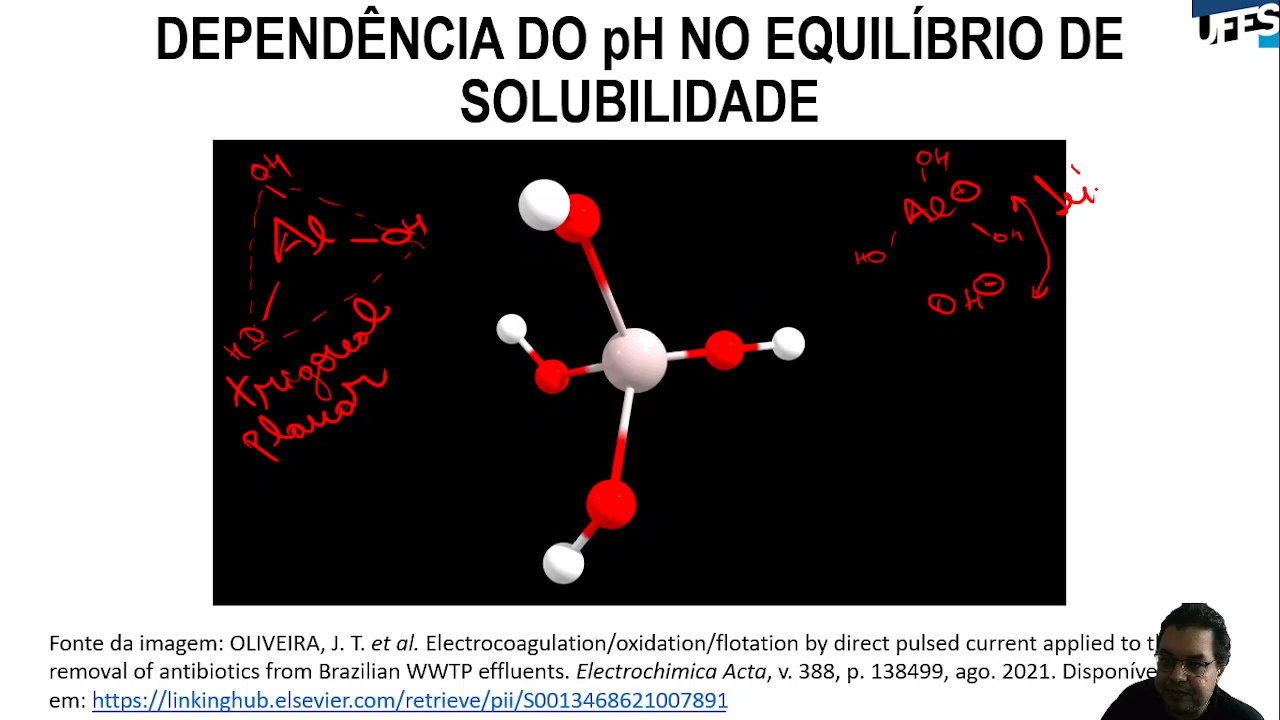 UFES
DEPENDÊNCIA DO pH NO EQUILÍBRIO DE
SOLUBILIDADE
OH
Al
OH
HO
trigonal
planar
OH
Al ⊕
OH
HO
OH ⊖
Fonte da imagem: OLIVEIRA, J. T. et al. Electrocoagulation/oxidation/flotation by direct pulsed current applied to
removal of antibiotics from Brazilian WWTP effluents. Electrochimica Acta, v. 388, p. 138499, ago. 2021. Disponíve
em: https://linkinghub.elsevier.com/retrieve/pii/S0013468621007891